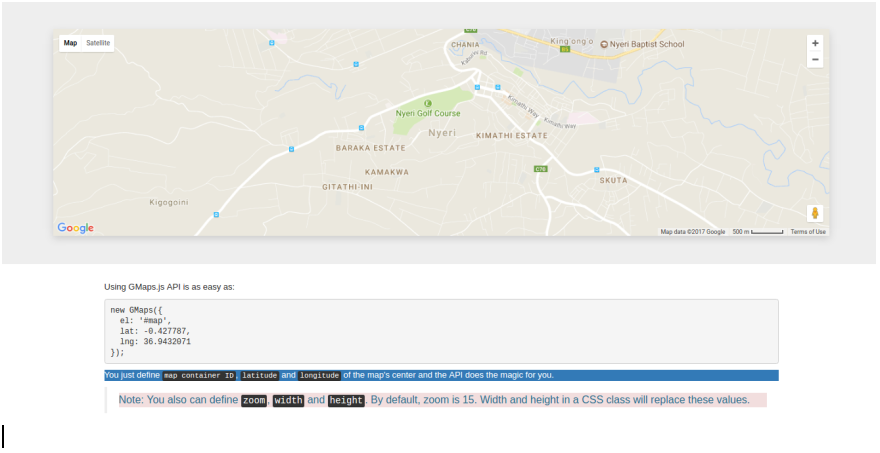 Map Satellite
CHANIA
C70
King ong o
Nyeri Baptist School
B5
Kabiru Rd
Nyeri Golf Course
Nyeri
Kimathi Way
Kimathi Way
KIMATHI ESTATE
BARAKA ESTATE
KAMAKWA
C70
SKUTA
GITATHI-INI
Kigogoini
Google
Map data ©2017 Google 500 m Terms of Use
Using GMaps.js API is as easy as:
new GMaps({
el: '#map',
lat: -0.427787,
lng: 36.9432071
});
You just define map container ID, latitude and longitude of the map's center and the API does the magic for you.
Note: You also can define zoom, width and height. By default, zoom is 15. Width and height in a CSS class will replace these values.